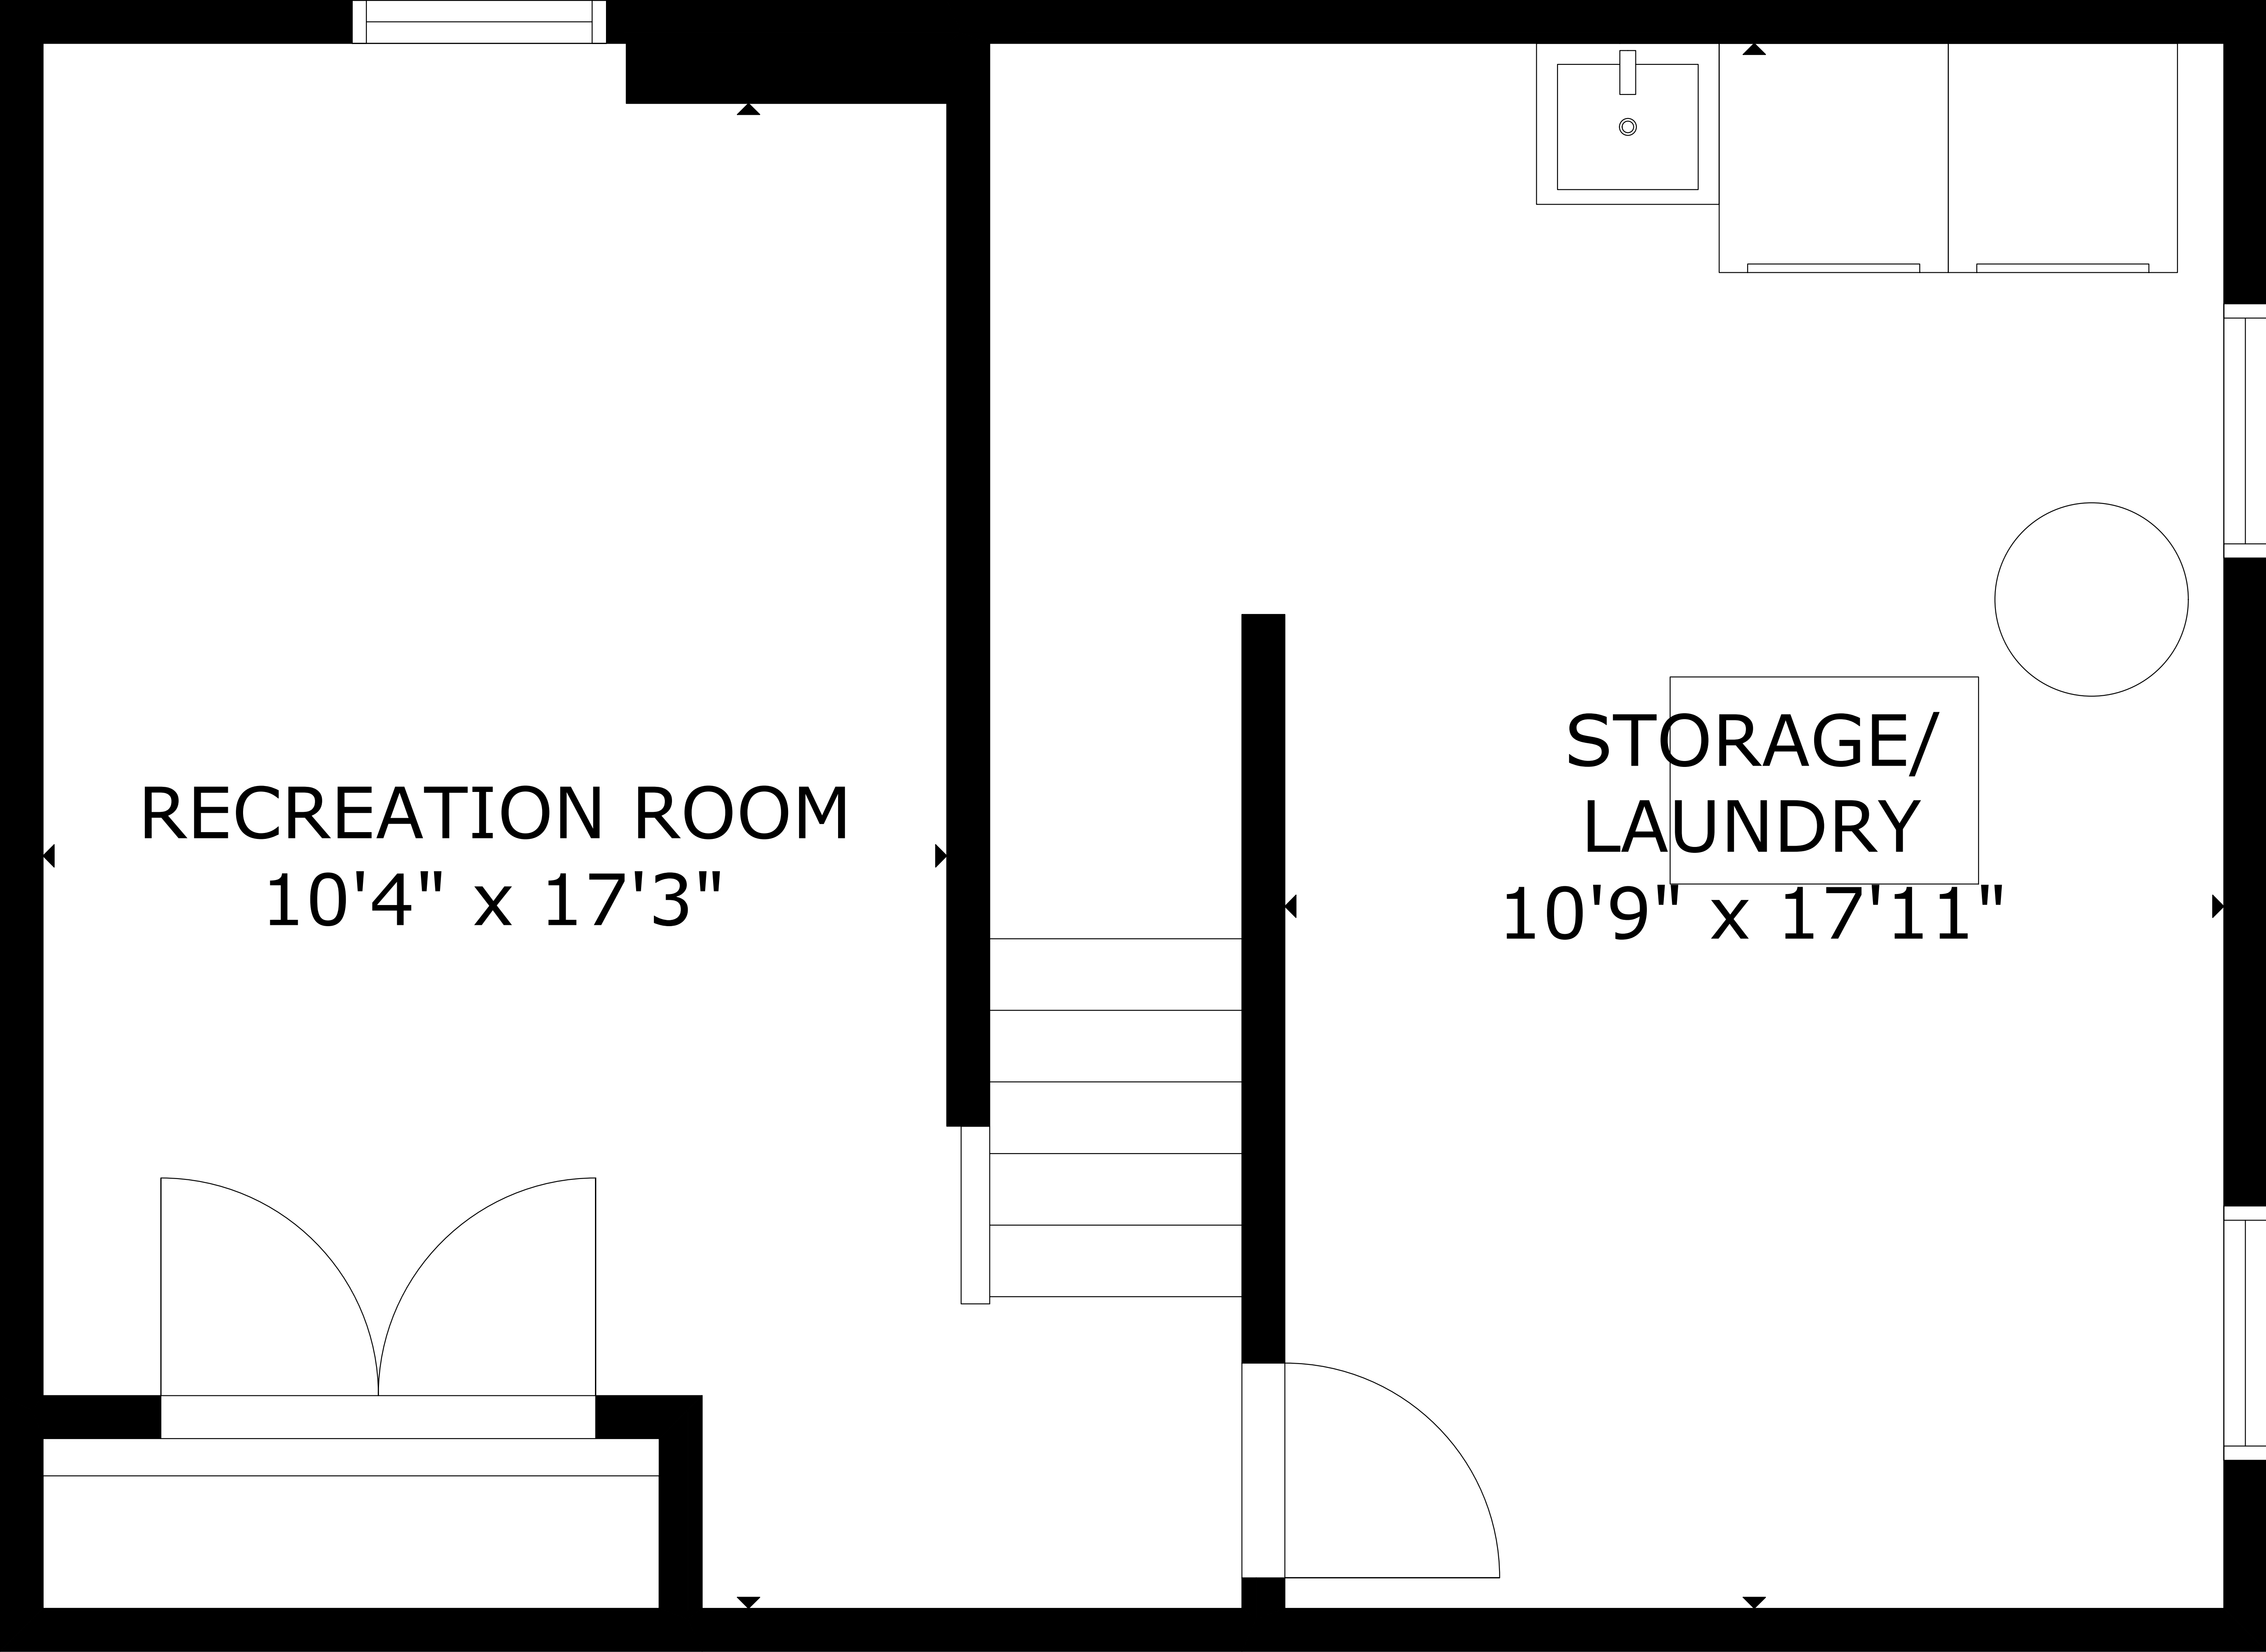 RECREATION ROOM
10'4" x 17'3"
STORAGE/
LAUNDRY
10'9" x 17'11"